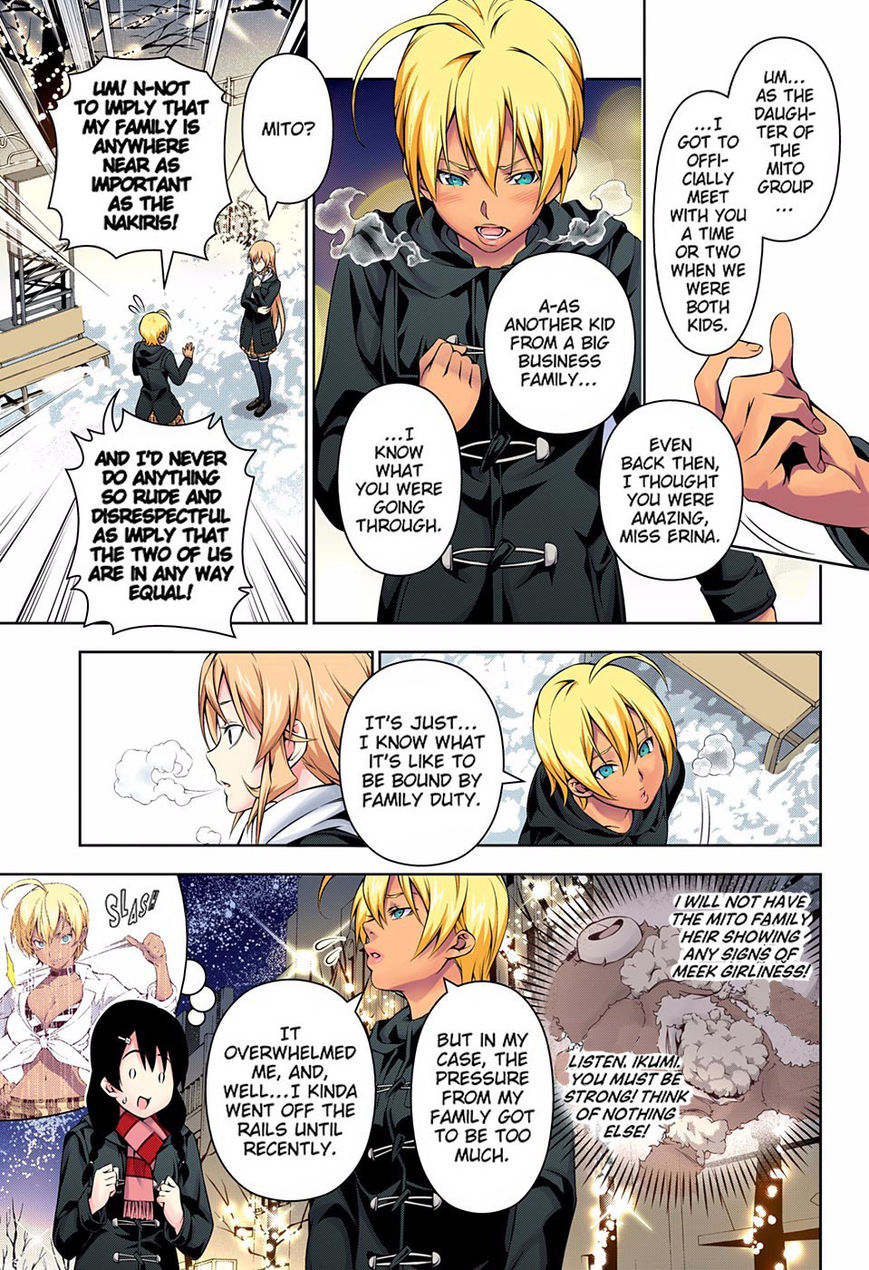 UM...
AS THE
DAUGH-
TER OF
THE
MITO
GROUP
...
...I
GOT TO
OFFI-
CIALLY
MEET
WITH YOU
A TIME
OR TWO
WHEN WE
WERE
BOTH
KIDS.
EVEN
BACK THEN,
I THOUGHT
YOU WERE
AMAZING,
MISS ERINA.
A-AS
ANOTHER KID
FROM A BIG
BUSINESS
FAMILY...
...I
KNOW
WHAT
YOU WERE
GOING
THROUGH.
MITO?
UM! N-NOT
TO IMPLY THAT
MY FAMILY IS
ANYWHERE
NEAR AS
IMPORTANT
AS THE
NAKIRIS!
AND I'D NEVER
DO ANYTHING
SO RUDE AND
DISRESPECTFUL
AS IMPLY THAT
THE TWO OF US
ARE IN ANY WAY
EQUAL!
IT'S JUST...
I KNOW WHAT
IT'S LIKE TO
BE BOUND BY
FAMILY DUTY.
I WILL NOT HAVE
THE MITO FAMILY
HEIR SHOWING
ANY SIGNS OF
MEEK GIRLINESS!
LISTEN, IKUMI.
YOU MUST BE
STRONG! THINK
OF NOTHING
ELSE!
BUT IN MY
CASE, THE
PRESSURE
FROM MY
FAMILY GOT
TO BE TOO
MUCH.
IT
OVERWHELMED
ME, AND,
WELL...I KINDA
WENT OFF THE
RAILS UNTIL
RECENTLY.
SLASH